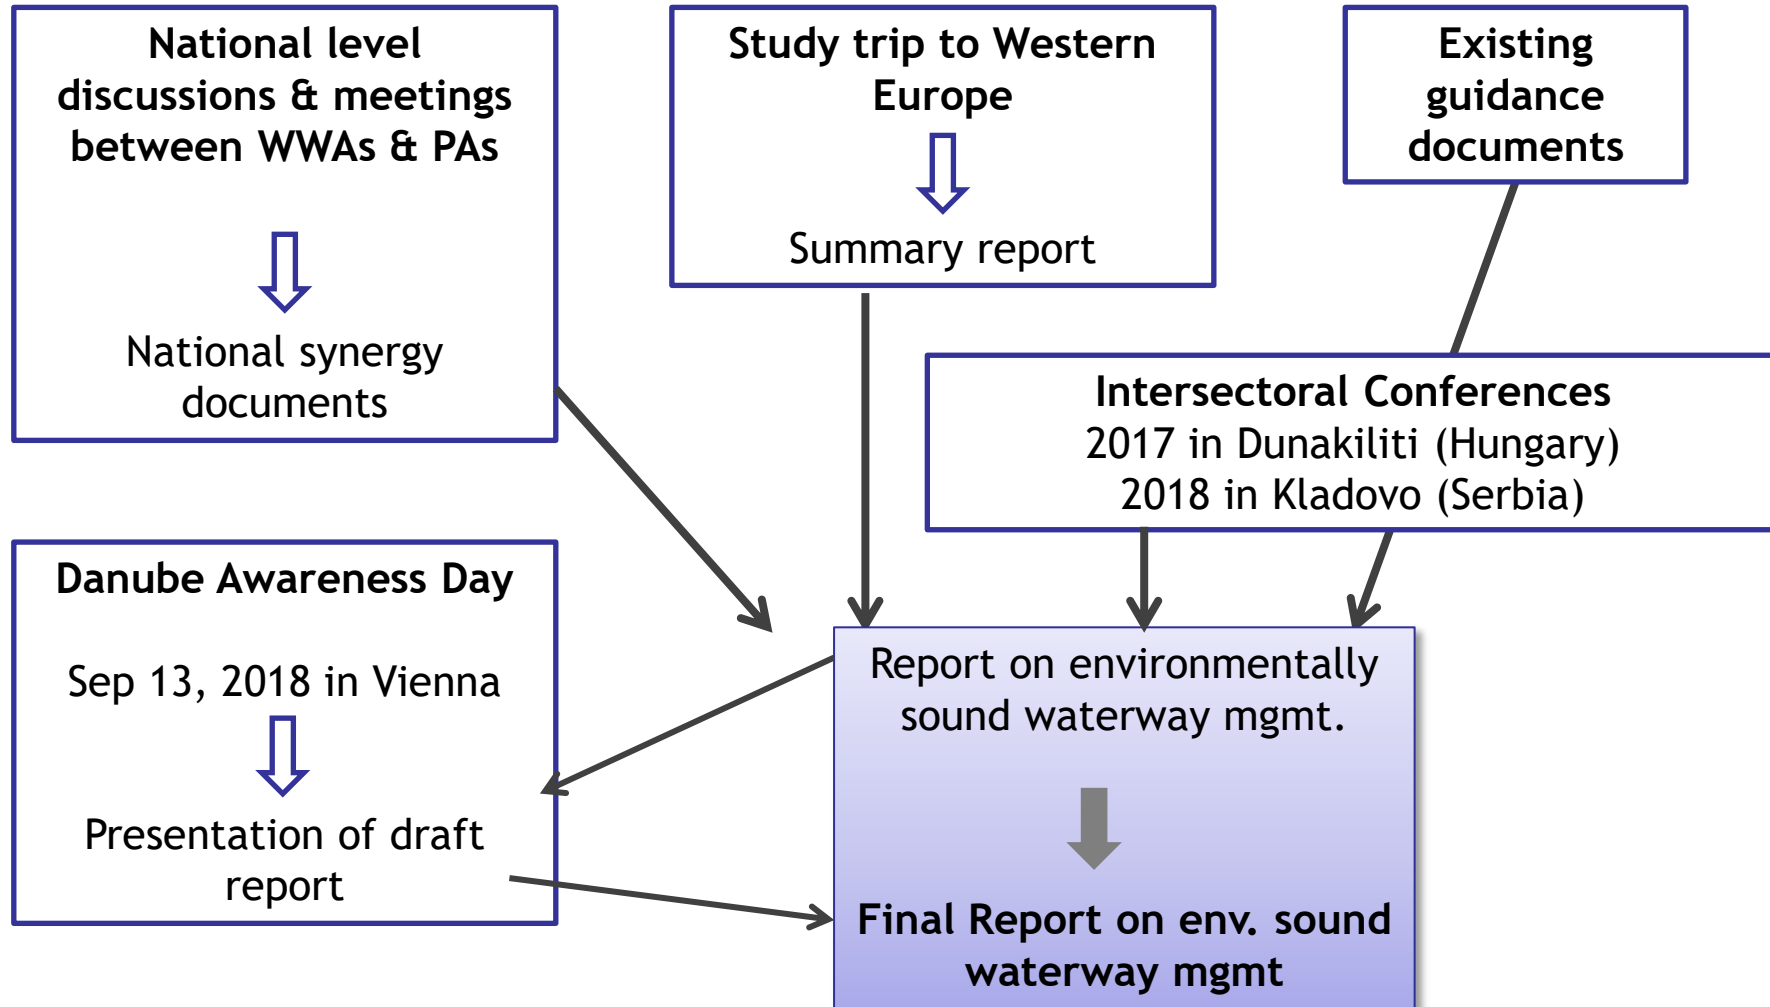 National level
discussions & meetings
between WWAs & PAs
National synergy
documents
Study trip to Western
Europe
Summary report
Existing
guidance
documents
Intersectoral Conferences
2017 in Dunakiliti (Hungary)
2018 in Kladovo (Serbia)
Danube Awareness Day
Sep 13, 2018 in Vienna
Presentation of draft
report
Report on environmentally
sound waterway mgmt.
Final Report on env. sound
waterway mgmt